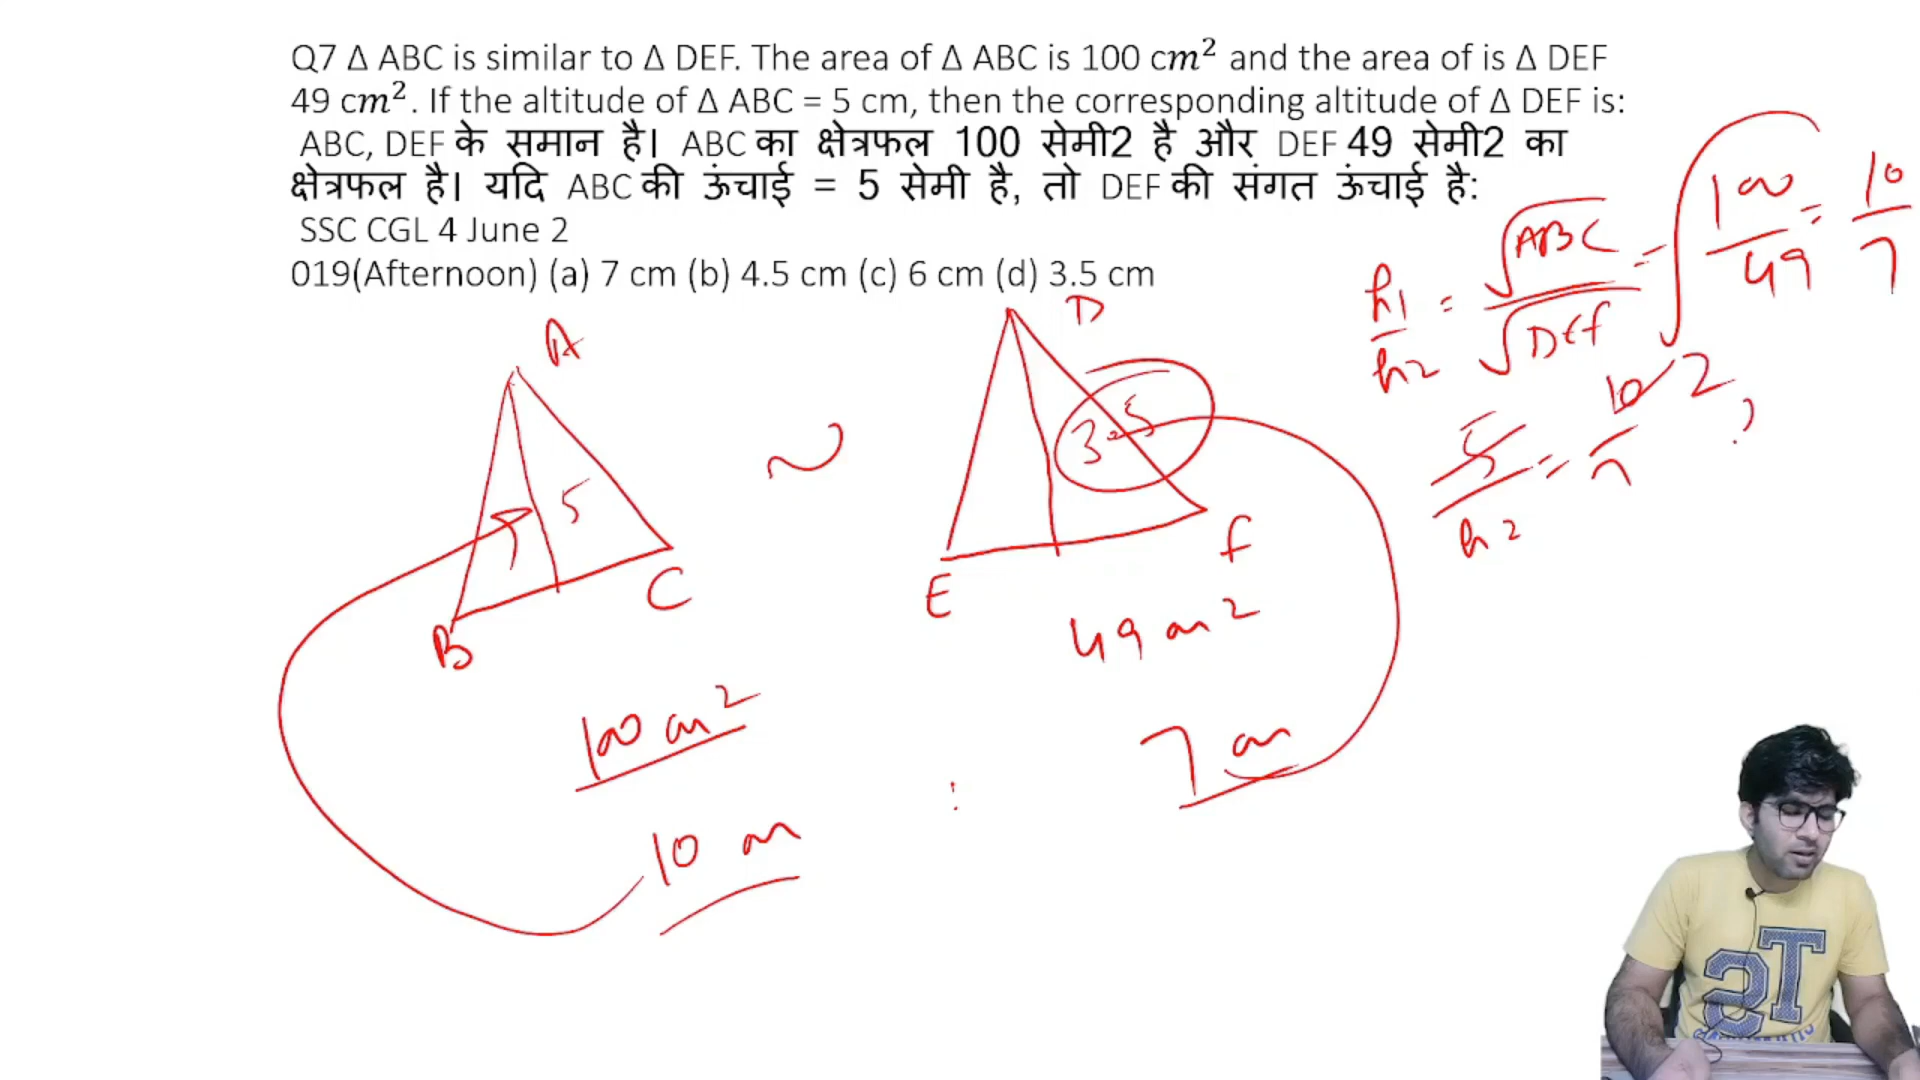 Q7 Δ ABC is similar to Δ DEF. The area of Δ ABC is 100 cm² and the area of is Δ DEF
49 cm². If the altitude of Δ ABC = 5 cm, then the corresponding altitude of Δ DEF is:
ABC, DEF के समान है। ABC का क्षेत्रफल 100 सेमी2 है और DEF 49 सेमी2 का
क्षेत्रफल है। यदि ABC की ऊंचाई = 5 सेमी है, तो DEF की संगत ऊंचाई है:
SSC CGL 4 June 2
019(Afternoon) (a) 7 cm (b) 4.5 cm (c) 6 cm (d) 3.5 cm
h1/h2 = √ABC/√DEF = √100/49 = 10/7
5/h2 = 10/7 2 ?
A
B
C
5
~
D
E
F
3.5
100 cm²
49 cm²
10 cm : 7 cm
ST